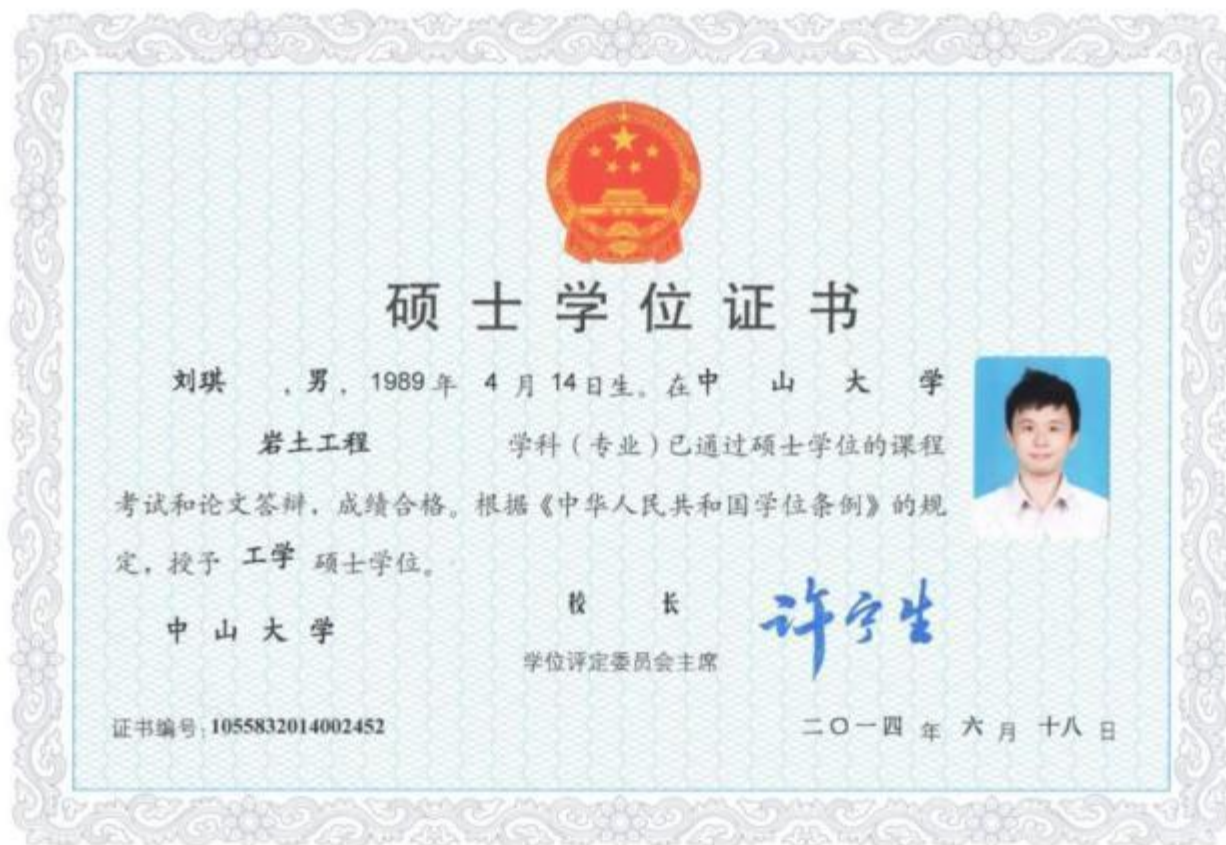 硕士学位证书
刘琪 ，男，1989年 4 月 14日生。在中山大学
岩土工程 学科（专业）已通过硕士学位的课程
考试和论文答辩，成绩合格。根据《中华人民共和国学位条例》的规
定，授予 工学 硕士学位。
中山大学
校长 许宁生
学位评定委员会主席
证书编号：1055832014002452
二〇一四 年 六 月 十八 日